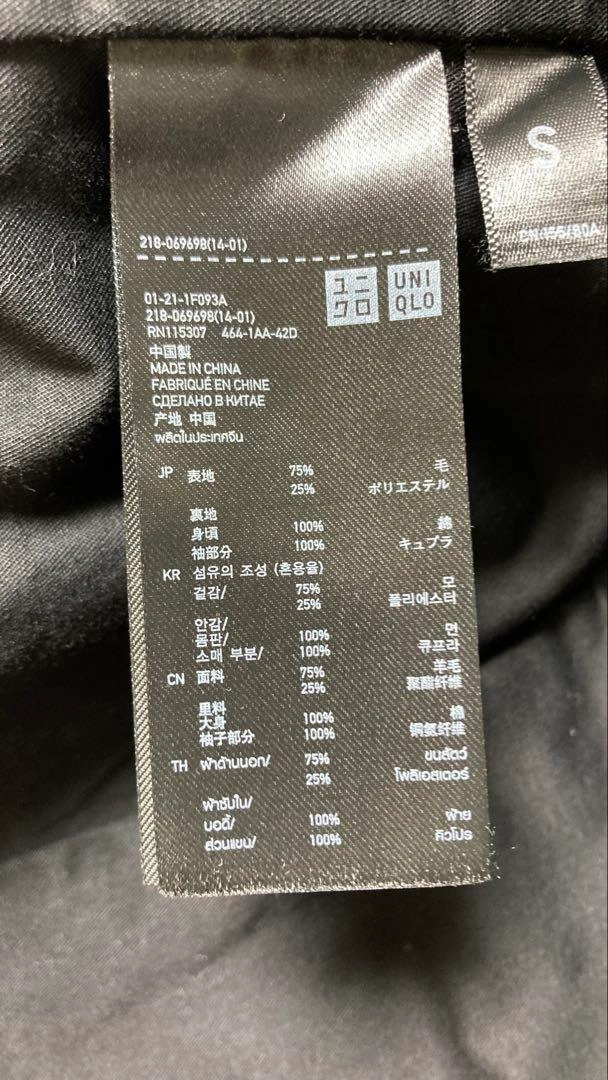 S
CN 155/80A
218-069698(14-01)
ユニ
クロ
UNI
QLO
01-21-1F093A
218-069698(14-01)
RN115307 464-1AA-42D
中国製
MADE IN CHINA
FABRIQUÉ EN CHINE
СДЕЛАНО В КИТАЕ
产地 中国
ผลิตในประเทศจีน
JP 表地 75% 毛
25% ポリエステル
裏地
身頃 100% 綿
袖部分 100% キュプラ
KR 섬유의 조성 (혼용율)
겉감/ 75% 모
25% 폴리에스터
안감/
몸판/ 100% 면
소매 부분/ 100% 큐프라
CN 面料 75% 羊毛
25% 聚酯纤维
里料
大身 100% 棉
袖子部分 100% 铜氨纤维
TH ผ้าด้านนอก/ 75% ขนสัตว์
25% โพลีเอสเตอร์
ผ้าซับใน/
บอดี้/ 100% ฝ้าย
ส่วนแขน/ 100% คิวโปร